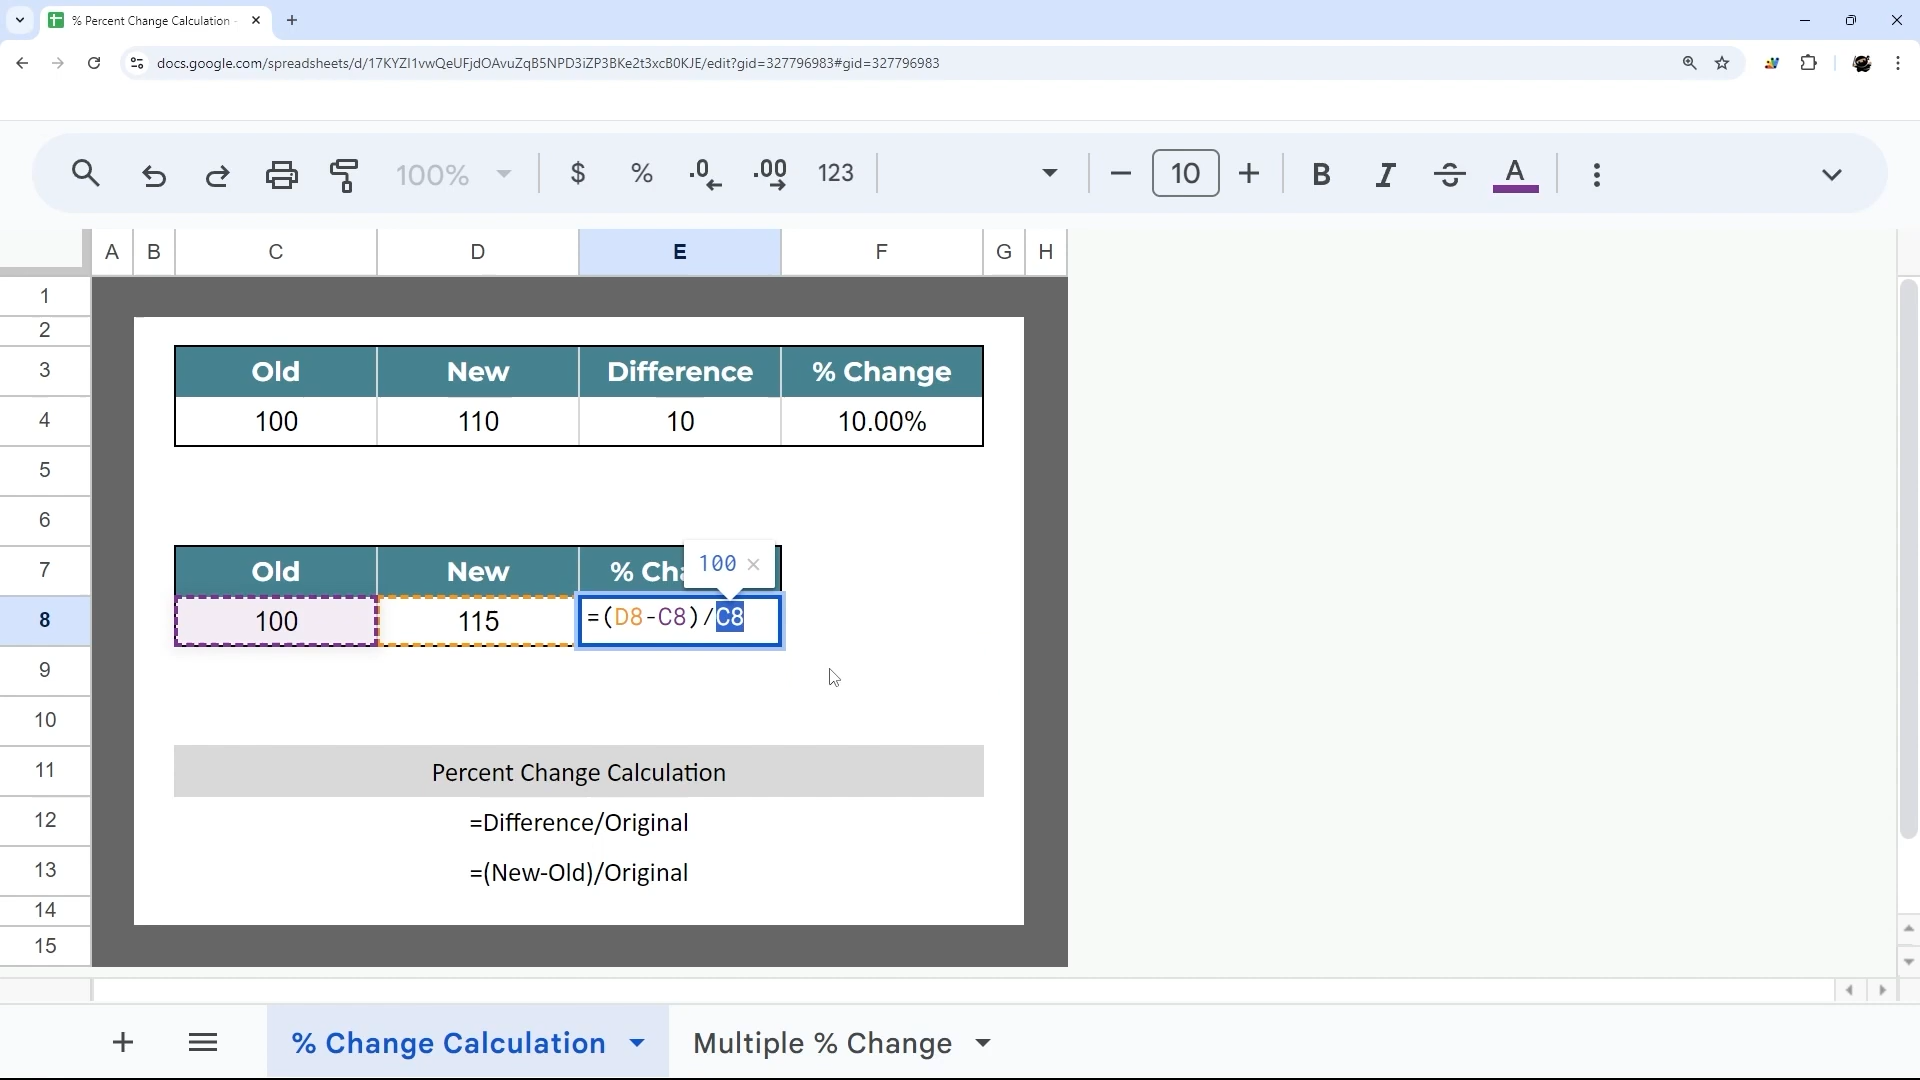 % Percent Change Calculation -
docs.google.com/spreadsheets/d/17KYZI1vwQeUFjdOAvuZqB5NPD3iZP3BKe2t3xcB0KJE/edit?gid=327796983#gid=327796983
100% $ % .0 .00 123 10 B I A
A B C D E F G H
1
2
3 Old New Difference % Change
4 100 110 10 10.00%
5
6
100 ×
7 Old New % Cha
8 100 115 =(D8-C8)/C8
9
10
11 Percent Change Calculation
12 =Difference/Original
13 =(New-Old)/Original
14
15
% Change Calculation Multiple % Change